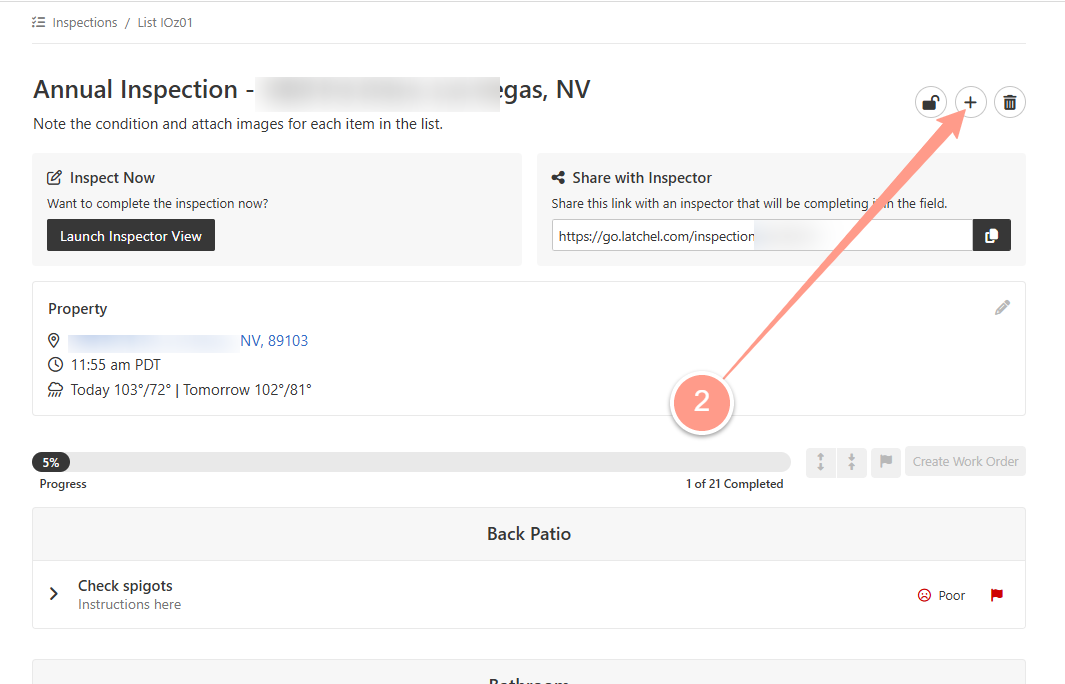 Inspections / List IOz01
Annual Inspection - egas, NV
Note the condition and attach images for each item in the list.
Inspect Now
Want to complete the inspection now?
Launch Inspector View
Share with Inspector
Share this link with an inspector that will be completing in the field.
https://go.latchel.com/inspection
Property
NV, 89103
11:55 am PDT
Today 103°/72° | Tomorrow 102°/81°
2
5%
Progress
1 of 21 Completed
Create Work Order
Back Patio
Check spigots
Instructions here
Poor
Bathroom